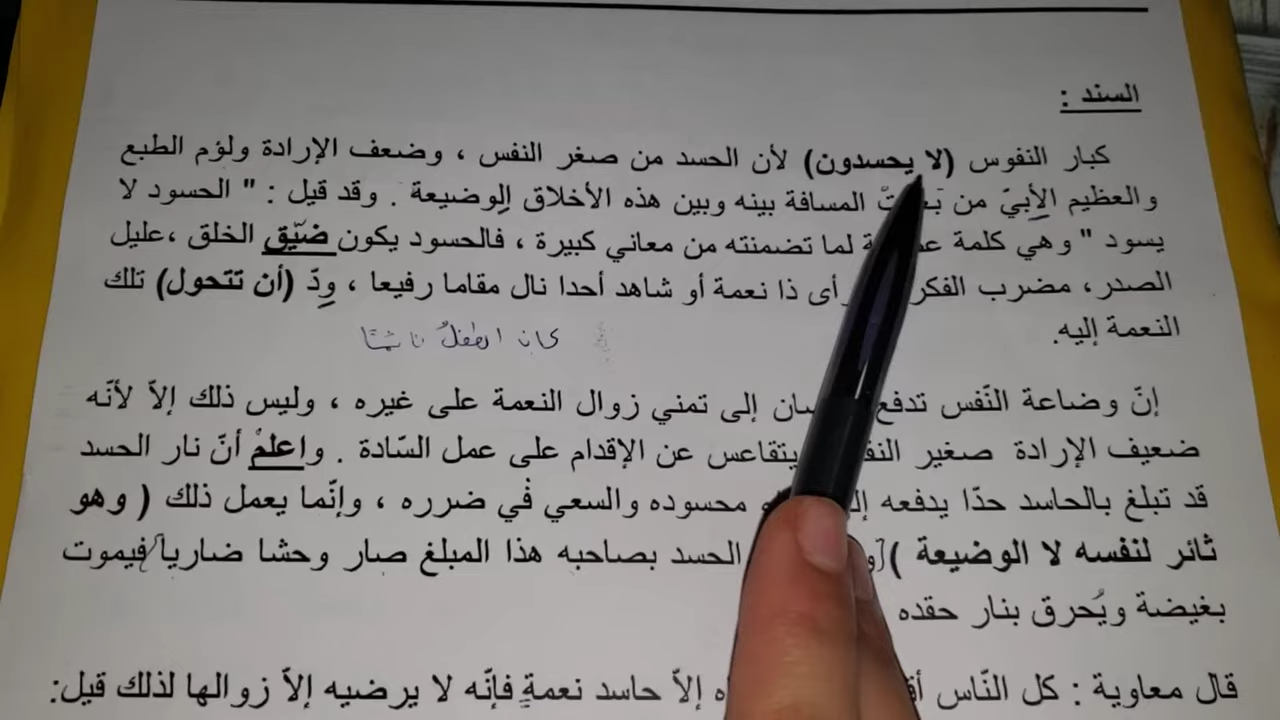 السند :
كبار النفوس (لا يحسدون) لأن الحسد من صغر النفس ، وضعف الإرادة ولؤم الطبع
والعظيم الأبيّ من المسافة بينه وبين هذه الأخلاق الوضيعة . وقد قيل : " الحسود لا
يسود " وهي كلمة لما تضمنته من معاني كبيرة ، فالحسود يكون ضيّق الخلق ،عليل
الصدر، مضرب الفكر ذا نعمة أو شاهد أحدا نال مقاما رفيعا ، ودّ (أن تتحول) تلك
النعمة إليه.
كان الطفلُ نائمًا
إنّ وضاعة النّفس تدفع إلى تمني زوال النعمة على غيره ، وليس ذلك إلاّ لأنّه
ضعيف الإرادة صغير يتقاعس عن الإقدام على عمل السّادة . واعلمْ أنّ نار الحسد
قد تبلغ بالحاسد حدّا يدفعه محسوده والسعي في ضرره ، وإنّما يعمل ذلك ( وهو
ثائر لنفسه لا الوضيعة ) الحسد بصاحبه هذا المبلغ صار وحشا ضاريا فيموت
بغيضة ويُحرق بنار حقده
قال معاوية : كل النّاس إلاّ حاسد نعمةٍ فإنّه لا يرضيه إلاّ زوالها لذلك قيل: